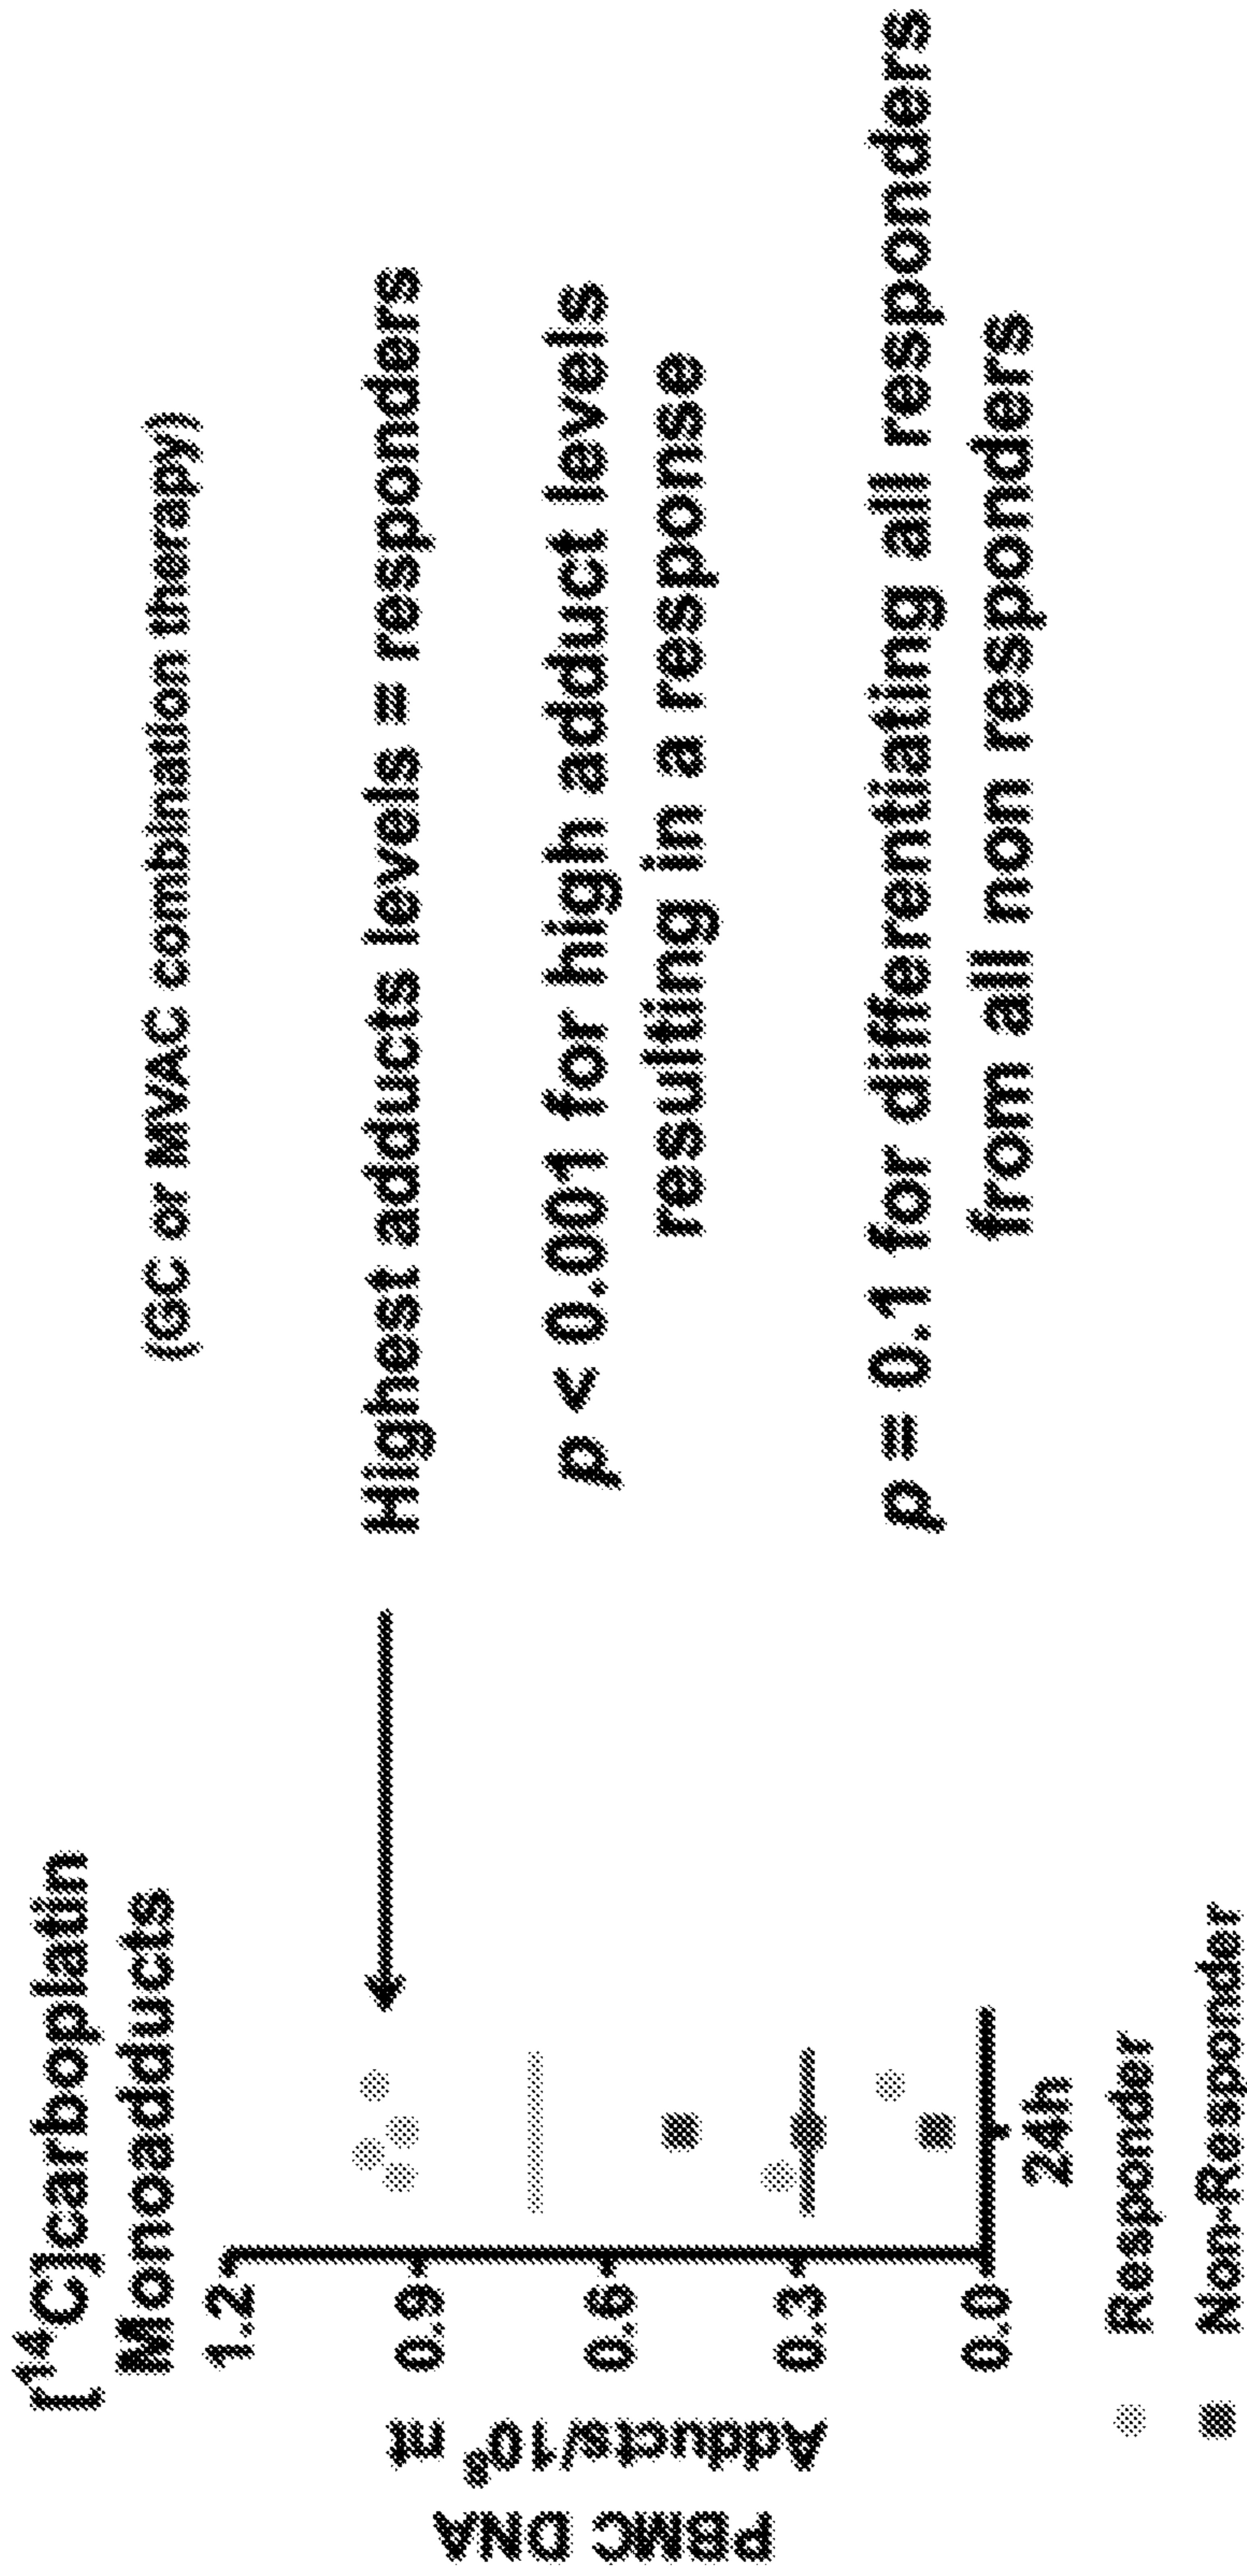 [¹⁴C]carboplatin
Monoadducts
(GC or MVAC combination therapy)
PBMC DNA
Adducts/10⁸ nt
1.2
0.9
0.6
0.3
0.0
24h
Responder
Non-Responder
Highest adducts levels = responders
p < 0.001 for high adduct levels
resulting in a response
p = 0.1 for differentiating all responders
from all non responders